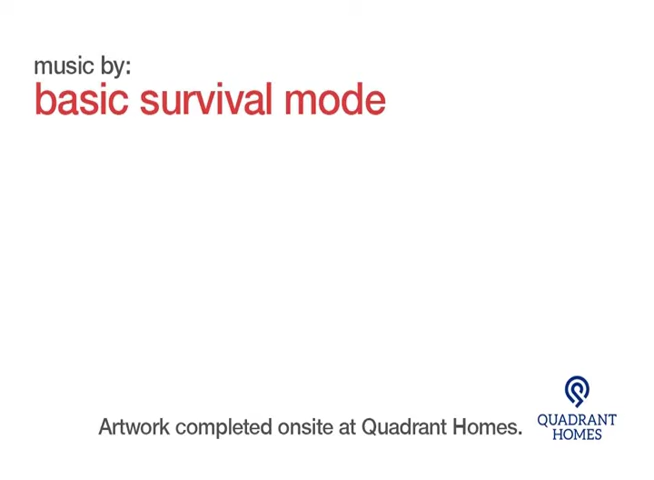 music by:
basic survival mode
Artwork completed onsite at Quadrant Homes.
QUADRANT
HOMES